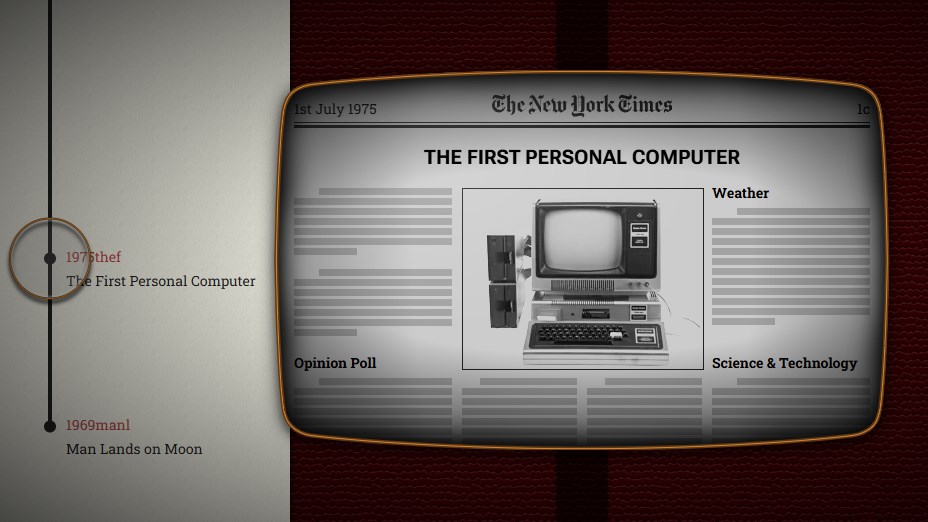 1975thef
The First Personal Computer
1969manl
Man Lands on Moon
1st July 1975
The New York Times
1c
THE FIRST PERSONAL COMPUTER
Weather
Opinion Poll
Science & Technology